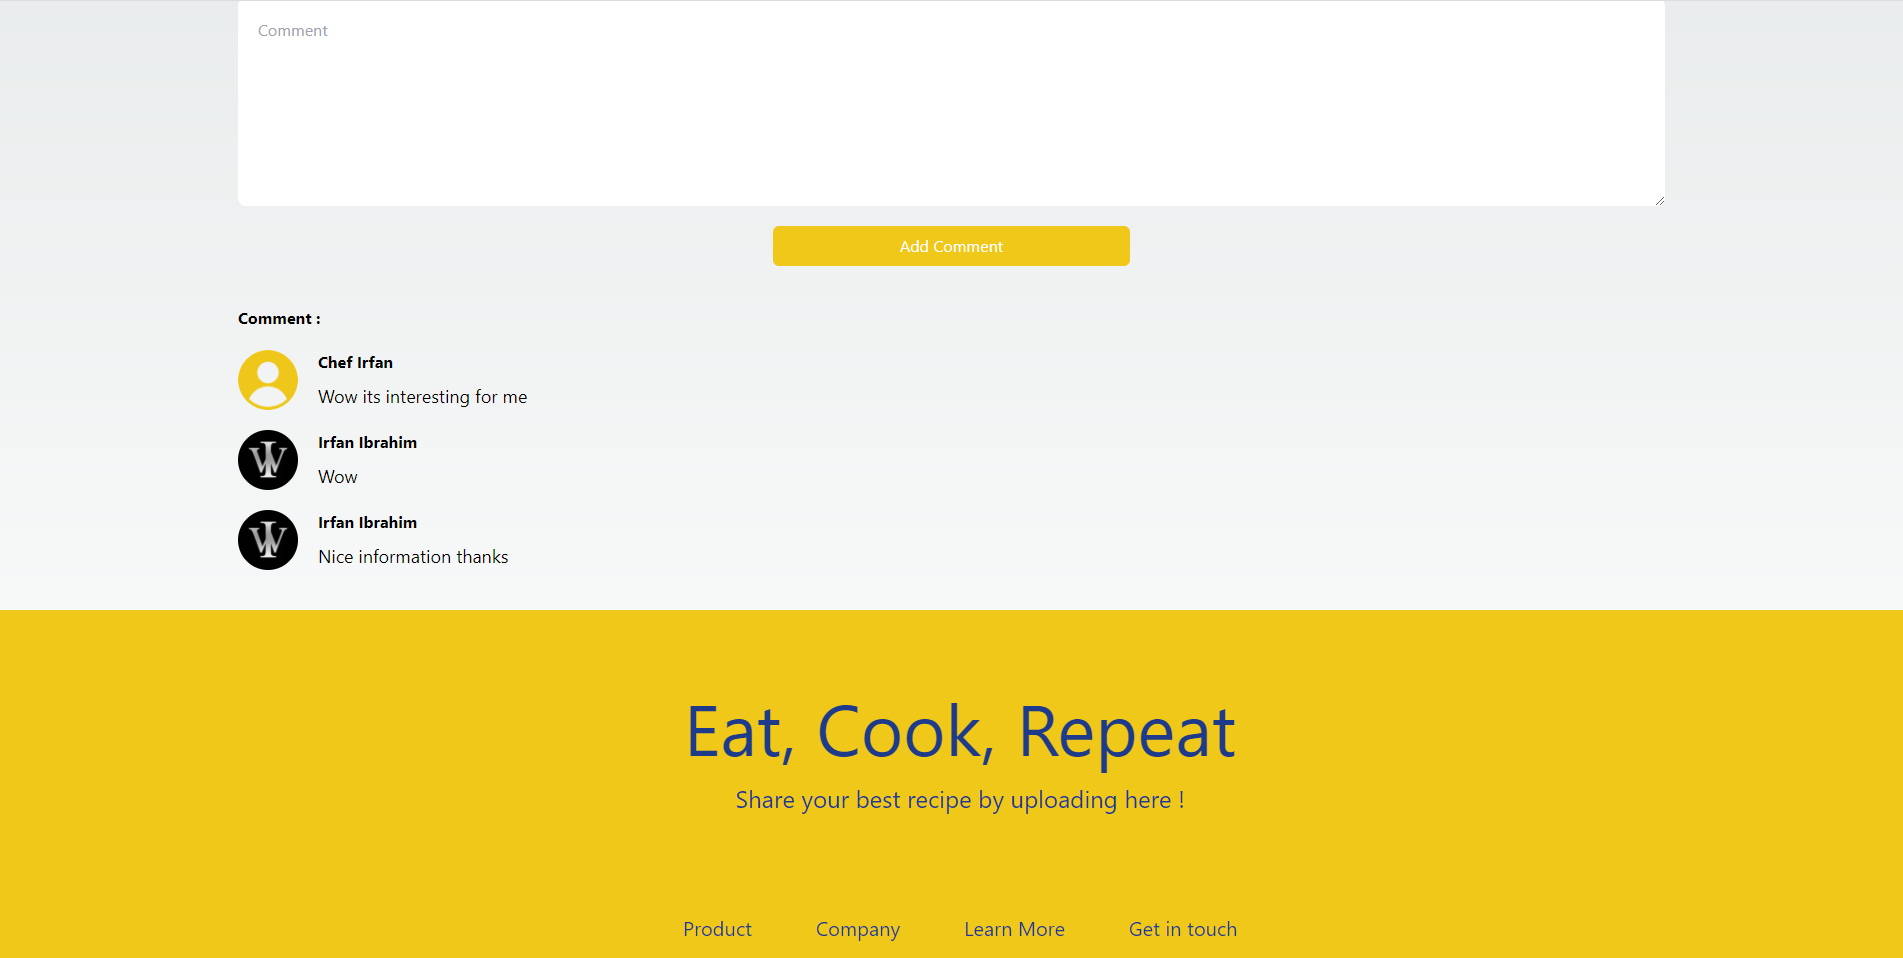 Comment
Add Comment
Comment :
Chef Irfan
Wow its interesting for me
Irfan Ibrahim
Wow
Irfan Ibrahim
Nice information thanks
Eat, Cook, Repeat
Share your best recipe by uploading here !
Product Company Learn More Get in touch